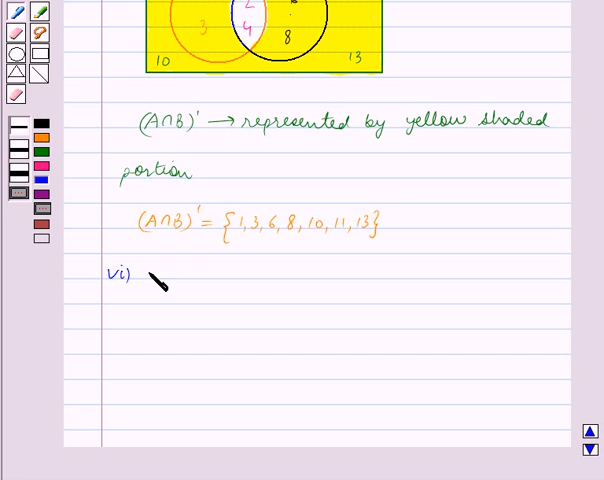 2
3 4
8
10 13
(A∩B)' → represented by yellow shaded
portion
(A∩B)' = {1,3,6,8,10,11,13}
vi)